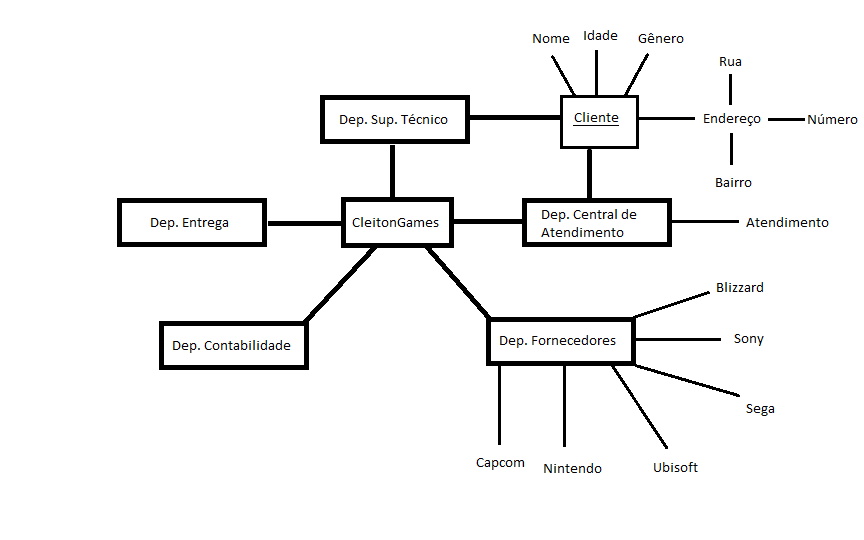 Nome
Idade
Gênero
Rua
Dep. Sup. Técnico
Cliente
Endereço
Número
Bairro
Dep. Entrega
CleitonGames
Dep. Central de
Atendimento
Atendimento
Blizzard
Dep. Contabilidade
Dep. Fornecedores
Sony
Sega
Capcom
Nintendo
Ubisoft